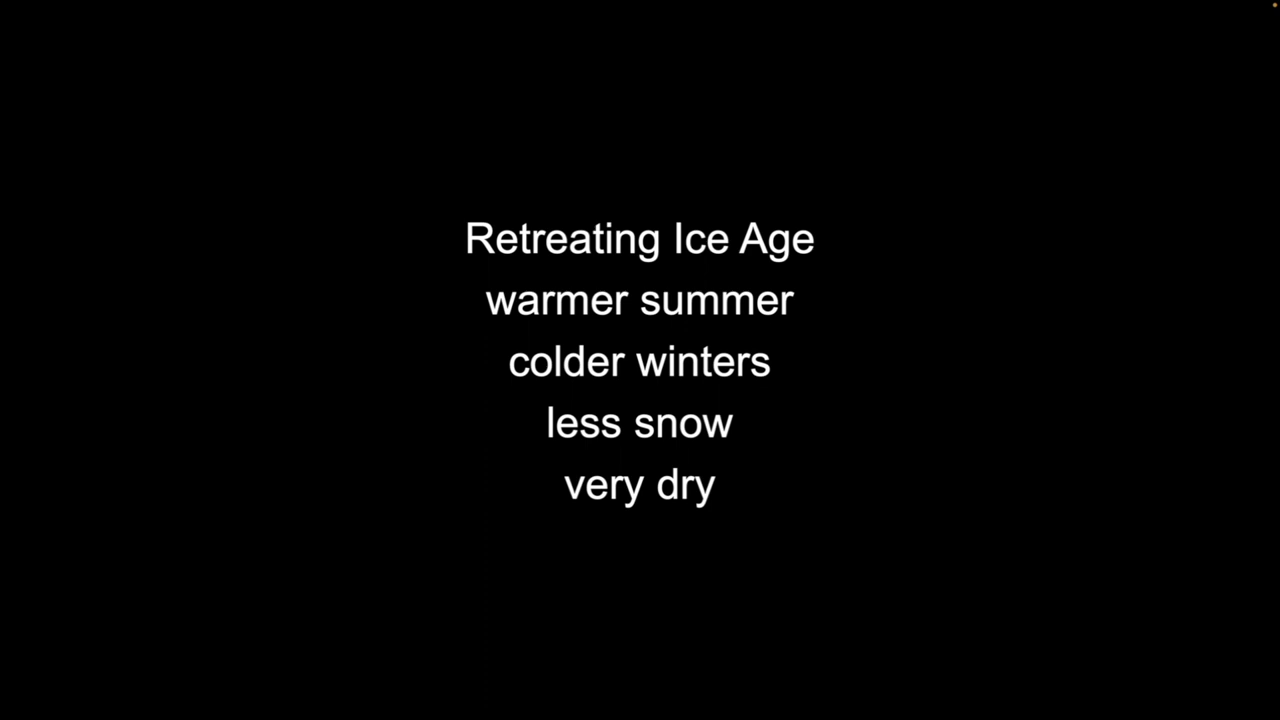 Retreating Ice Age
warmer summer
colder winters
less snow
very dry